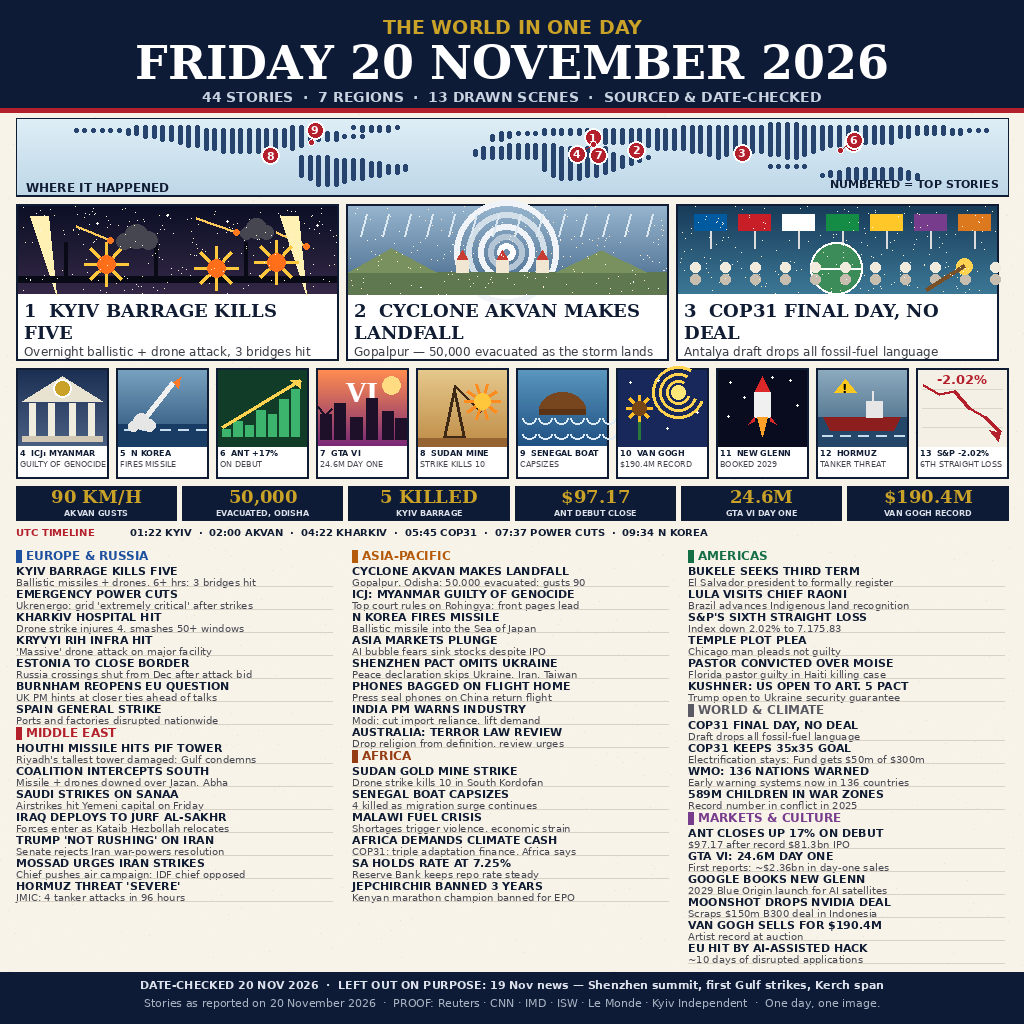 THE WORLD IN ONE DAY
FRIDAY 20 NOVEMBER 2026
44 STORIES · 7 REGIONS · 13 DRAWN SCENES · SOURCED & DATE-CHECKED
9
8
1
4
7
2
3
6
WHERE IT HAPPENED
NUMBERED = TOP STORIES
1 KYIV BARRAGE KILLS
FIVE
Overnight ballistic + drone attack, 3 bridges hit
2 CYCLONE AKVAN MAKES
LANDFALL
Gopalpur — 50,000 evacuated as the storm lands
3 COP31 FINAL DAY, NO
DEAL
Antalya draft drops all fossil-fuel language
4 ICJ: MYANMAR
GUILTY OF GENOCIDE
5 N KOREA
FIRES MISSILE
6 ANT +17%
ON DEBUT
VI
7 GTA VI
24.6M DAY ONE
8 SUDAN MINE
STRIKE KILLS 10
9 SENEGAL BOAT
CAPSIZES
10 VAN GOGH
$190.4M RECORD
11 NEW GLENN
BOOKED 2029
!
12 HORMUZ
TANKER THREAT
-2.02%
13 S&P -2.02%
6TH STRAIGHT LOSS
90 KM/H
AKVAN GUSTS
50,000
EVACUATED, ODISHA
5 KILLED
KYIV BARRAGE
$97.17
ANT DEBUT CLOSE
24.6M
GTA VI DAY ONE
$190.4M
VAN GOGH RECORD
UTC TIMELINE 01:22 KYIV · 02:00 AKVAN · 04:22 KHARKIV · 05:45 COP31 · 07:37 POWER CUTS · 09:34 N KOREA
EUROPE & RUSSIA
KYIV BARRAGE KILLS FIVE
Ballistic missiles + drones, 6+ hrs; 3 bridges hit
EMERGENCY POWER CUTS
Ukrenergo: grid 'extremely critical' after strikes
KHARKIV HOSPITAL HIT
Drone strike injures 4, smashes 50+ windows
KRYVYI RIH INFRA HIT
'Massive' drone attack on major facility
ESTONIA TO CLOSE BORDER
Russia crossings shut from Dec after attack bid
BURNHAM REOPENS EU QUESTION
UK PM hints at closer ties ahead of talks
SPAIN GENERAL STRIKE
Ports and factories disrupted nationwide
MIDDLE EAST
HOUTHI MISSILE HITS PIF TOWER
Riyadh's tallest tower damaged; Gulf condemns
COALITION INTERCEPTS SOUTH
Missile + drones downed over Jazan, Abha
SAUDI STRIKES ON SANAA
Airstrikes hit Yemeni capital on Friday
IRAQ DEPLOYS TO JURF AL-SAKHR
Forces enter as Kataib Hezbollah relocates
TRUMP 'NOT RUSHING' ON IRAN
Senate rejects Iran war-powers resolution
MOSSAD URGES IRAN STRIKES
Chief pushes air campaign; IDF chief opposed
HORMUZ THREAT 'SEVERE'
JMIC: 4 tanker attacks in 96 hours
ASIA-PACIFIC
CYCLONE AKVAN MAKES LANDFALL
Gopalpur, Odisha; 50,000 evacuated; gusts 90
ICJ: MYANMAR GUILTY OF GENOCIDE
Top court rules on Rohingya; front pages lead
N KOREA FIRES MISSILE
Ballistic missile into the Sea of Japan
ASIA MARKETS PLUNGE
AI bubble fears sink stocks despite IPO
SHENZHEN PACT OMITS UKRAINE
Peace declaration skips Ukraine, Iran, Taiwan
PHONES BAGGED ON FLIGHT HOME
Press seal phones on China return flight
INDIA PM WARNS INDUSTRY
Modi: cut import reliance, lift demand
AUSTRALIA: TERROR LAW REVIEW
Drop religion from definition, review urges
AFRICA
SUDAN GOLD MINE STRIKE
Drone strike kills 10 in South Kordofan
SENEGAL BOAT CAPSIZES
4 killed as migration surge continues
MALAWI FUEL CRISIS
Shortages trigger violence, economic strain
AFRICA DEMANDS CLIMATE CASH
COP31: triple adaptation finance, Africa says
SA HOLDS RATE AT 7.25%
Reserve Bank keeps repo rate steady
JEPCHIRCHIR BANNED 3 YEARS
Kenyan marathon champion banned for EPO
AMERICAS
BUKELE SEEKS THIRD TERM
El Salvador president to formally register
LULA VISITS CHIEF RAONI
Brazil advances Indigenous land recognition
S&P'S SIXTH STRAIGHT LOSS
Index down 2.02% to 7,175.83
TEMPLE PLOT PLEA
Chicago man pleads not guilty
PASTOR CONVICTED OVER MOISE
Florida pastor guilty in Haiti killing case
KUSHNER: US OPEN TO ART. 5 PACT
Trump open to Ukraine security guarantee
WORLD & CLIMATE
COP31 FINAL DAY, NO DEAL
Draft drops all fossil-fuel language
COP31 KEEPS 35x35 GOAL
Electrification stays; Fund gets $50m of $300m
WMO: 136 NATIONS WARNED
Early warning systems now in 136 countries
589M CHILDREN IN WAR ZONES
Record number in conflict in 2025
MARKETS & CULTURE
ANT CLOSES UP 17% ON DEBUT
$97.17 after record $81.3bn IPO
GTA VI: 24.6M DAY ONE
First reports: ~$2.36bn in day-one sales
GOOGLE BOOKS NEW GLENN
2029 Blue Origin launch for AI satellites
MOONSHOT DROPS NVIDIA DEAL
Scraps $150m B300 deal in Indonesia
VAN GOGH SELLS FOR $190.4M
Artist record at auction
EU HIT BY AI-ASSISTED HACK
~10 days of disrupted applications
DATE-CHECKED 20 NOV 2026 · LEFT OUT ON PURPOSE: 19 Nov news — Shenzhen summit, first Gulf strikes, Kerch span
Stories as reported on 20 November 2026 · PROOF: Reuters · CNN · IMD · ISW · Le Monde · Kyiv Independent · One day, one image.